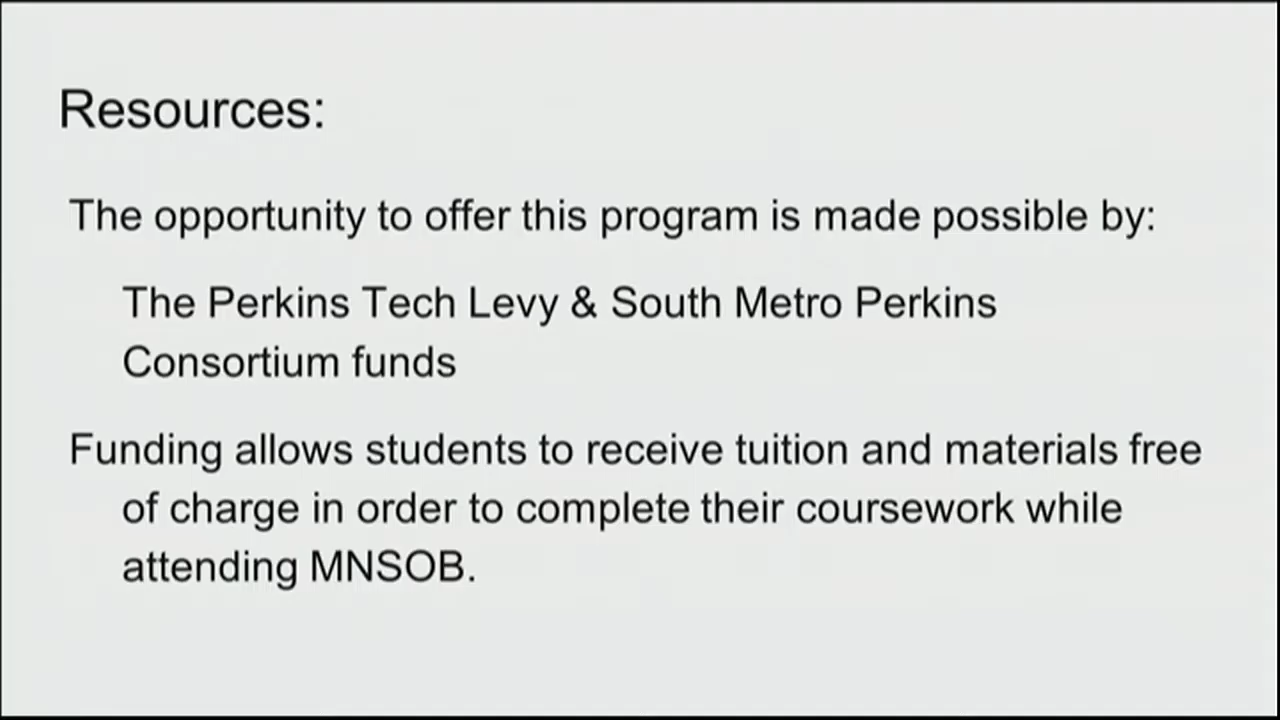 Resources:
The opportunity to offer this program is made possible by:
The Perkins Tech Levy & South Metro Perkins
Consortium funds
Funding allows students to receive tuition and materials free
of charge in order to complete their coursework while
attending MNSOB.